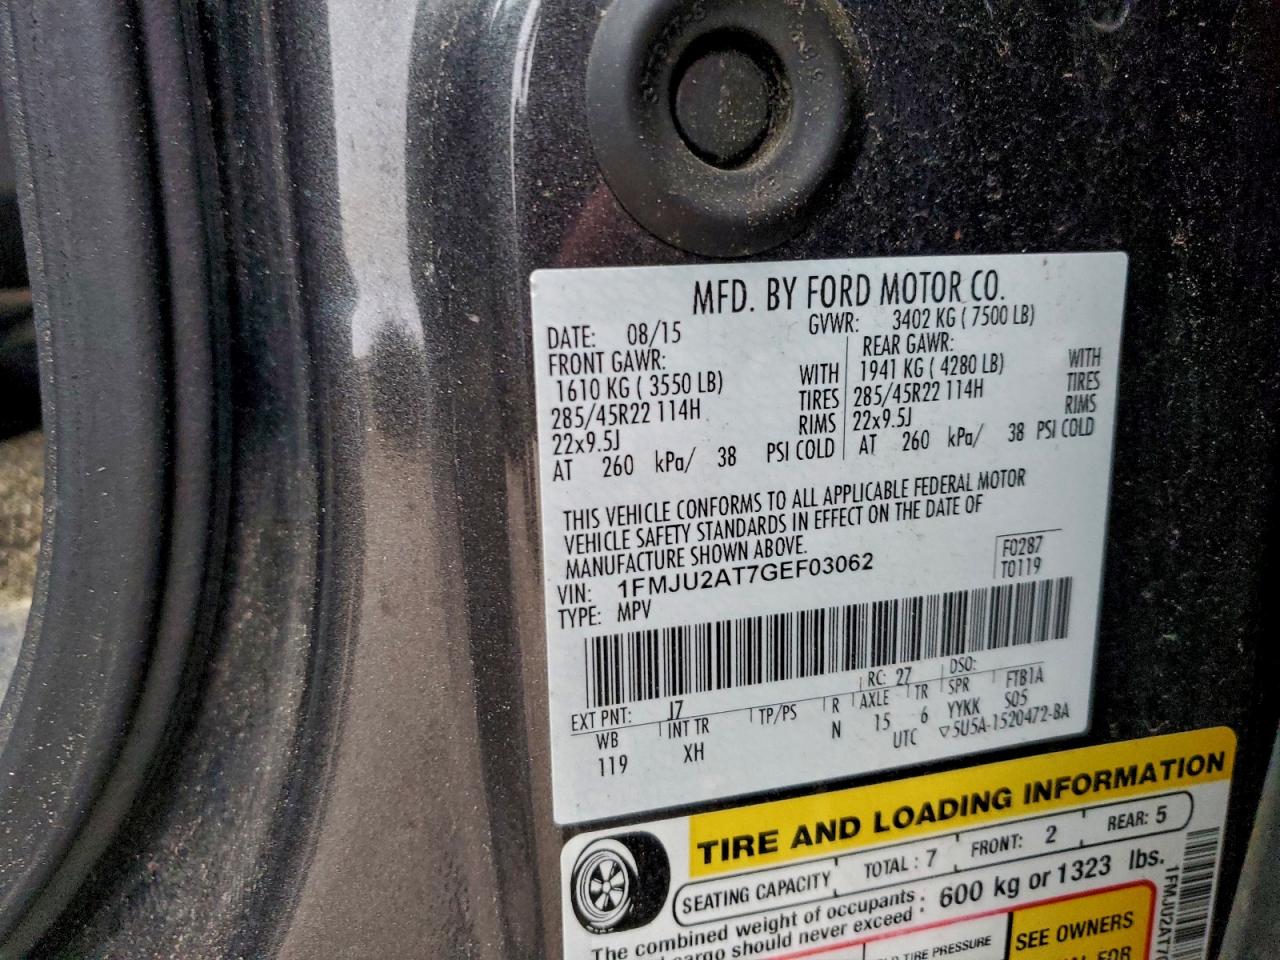 MFD. BY FORD MOTOR CO.
DATE: 08/15 GVWR: 3402 KG ( 7500 LB)
FRONT GAWR: REAR GAWR:
1610 KG ( 3550 LB) WITH 1941 KG ( 4280 LB) WITH
285/45R22 114H TIRES 285/45R22 114H TIRES
22x9.5J RIMS 22x9.5J RIMS
AT 260 kPa/ 38 PSI COLD AT 260 kPa/ 38 PSI COLD
THIS VEHICLE CONFORMS TO ALL APPLICABLE FEDERAL MOTOR
VEHICLE SAFETY STANDARDS IN EFFECT ON THE DATE OF
MANUFACTURE SHOWN ABOVE.
VIN: 1FMJU2AT7GEF03062 F0287
TYPE: MPV T0119
EXT PNT: J7 RC: 27 DSO:
WB INT TR TP/PS R AXLE TR SPR FTB1A
119 XH N 15 6 YYKK S05
UTC ▽5U5A-1520472-BA
TIRE AND LOADING INFORMATION
SEATING CAPACITY TOTAL : 7 FRONT: 2 REAR: 5
The combined weight of occupants
cargo should never exceed : 600 kg or 1323 lbs.
TIRE PRESSURE
SEE OWNERS
FOR